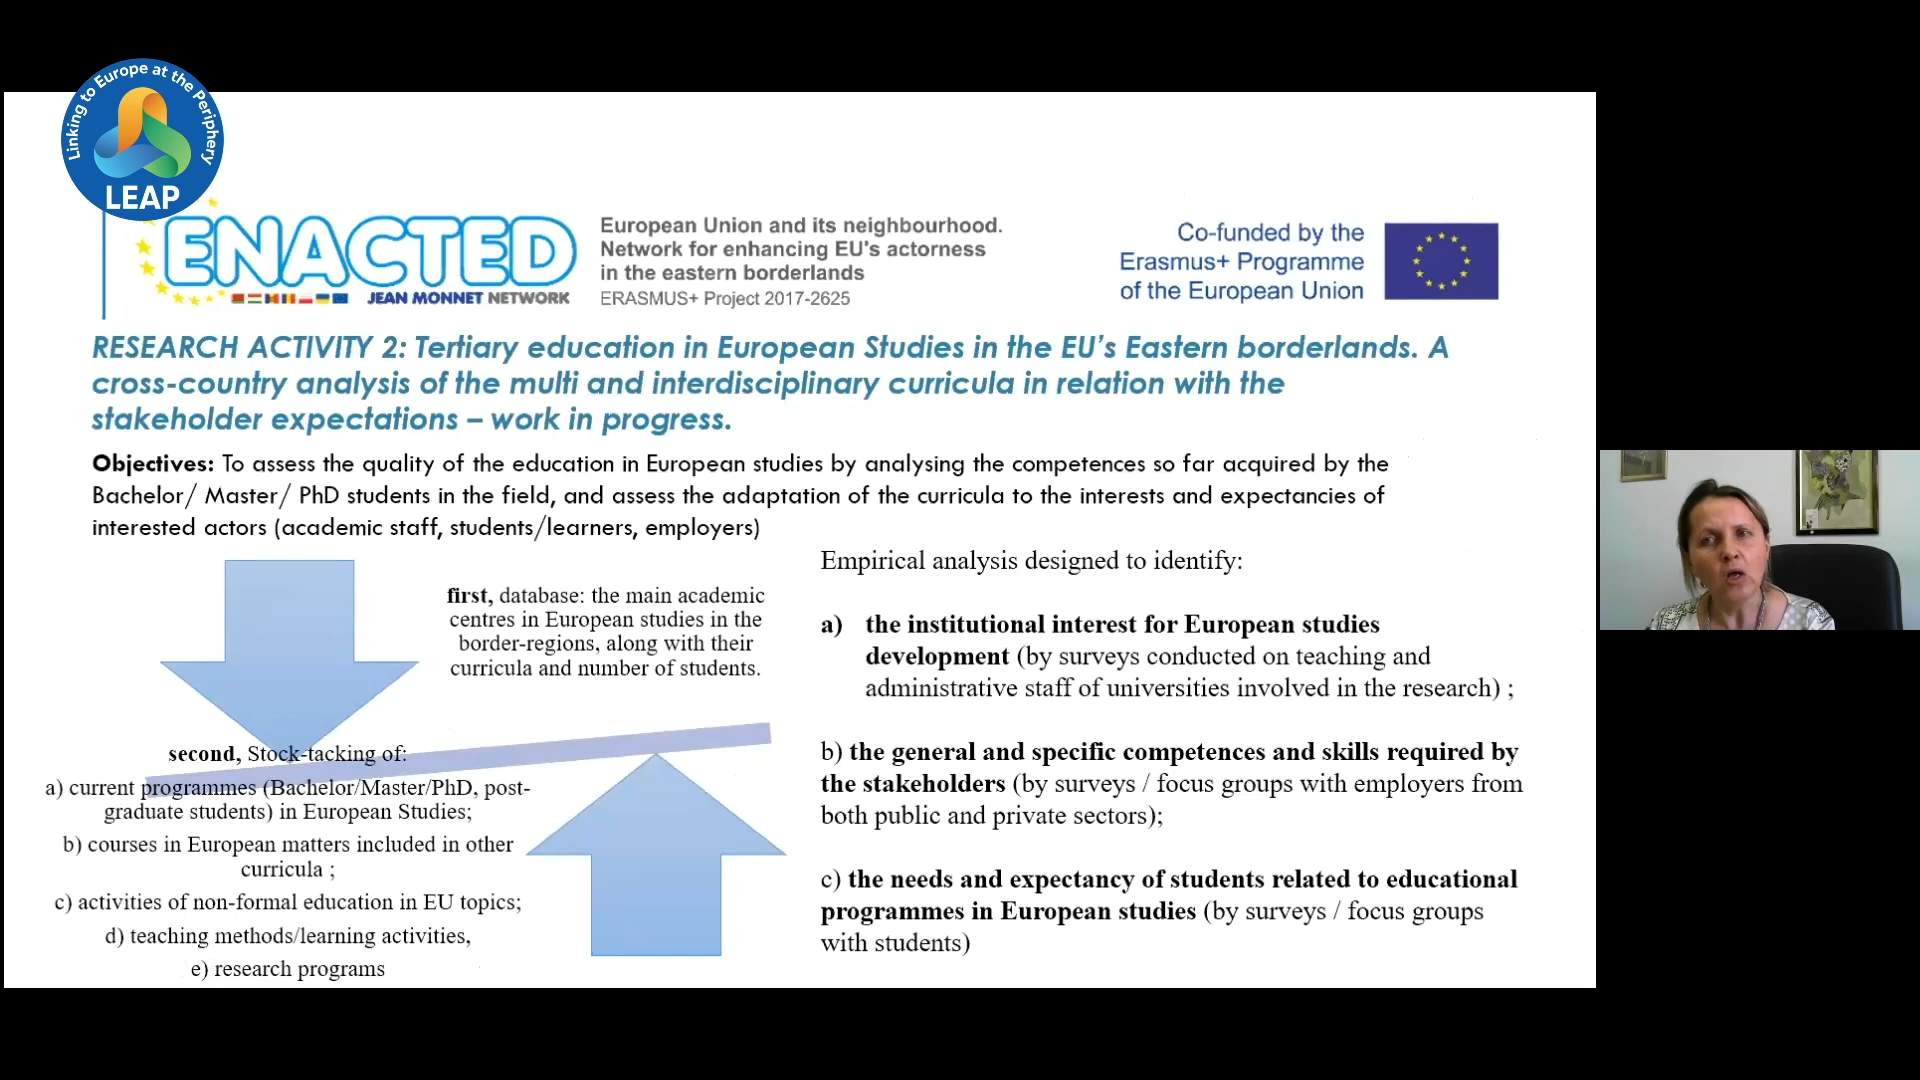 Linking to Europe at the Periphery
LEAP
ENACTED
JEAN MONNET NETWORK
European Union and its neighbourhood.
Network for enhancing EU's actorness
in the eastern borderlands
ERASMUS+ Project 2017-2625
Co-funded by the
Erasmus+ Programme
of the European Union
RESEARCH ACTIVITY 2: Tertiary education in European Studies in the EU’s Eastern borderlands. A
cross-country analysis of the multi and interdisciplinary curricula in relation with the
stakeholder expectations – work in progress.
Objectives: To assess the quality of the education in European studies by analysing the competences so far acquired by the
Bachelor/ Master/ PhD students in the field, and assess the adaptation of the curricula to the interests and expectancies of
interested actors (academic staff, students/learners, employers)
first, database: the main academic
centres in European studies in the
border-regions, along with their
curricula and number of students.
second, Stock-tacking of:
a) current programmes (Bachelor/Master/PhD, post-
graduate students) in European Studies;
b) courses in European matters included in other
curricula ;
c) activities of non-formal education in EU topics;
d) teaching methods/learning activities,
e) research programs
Empirical analysis designed to identify:
a) the institutional interest for European studies
development (by surveys conducted on teaching and
administrative staff of universities involved in the research) ;
b) the general and specific competences and skills required by
the stakeholders (by surveys / focus groups with employers from
both public and private sectors);
c) the needs and expectancy of students related to educational
programmes in European studies (by surveys / focus groups
with students)